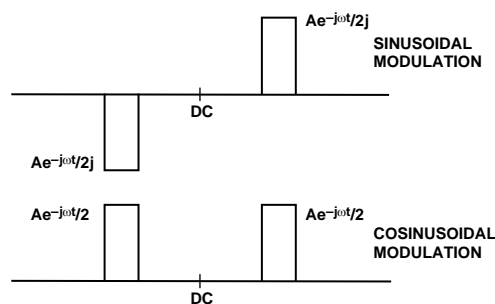 Ae–jωt/2j
SINUSOIDAL
MODULATION
DC
Ae–jωt/2j
Ae–jωt/2
Ae–jωt/2
COSINUSOIDAL
MODULATION
DC